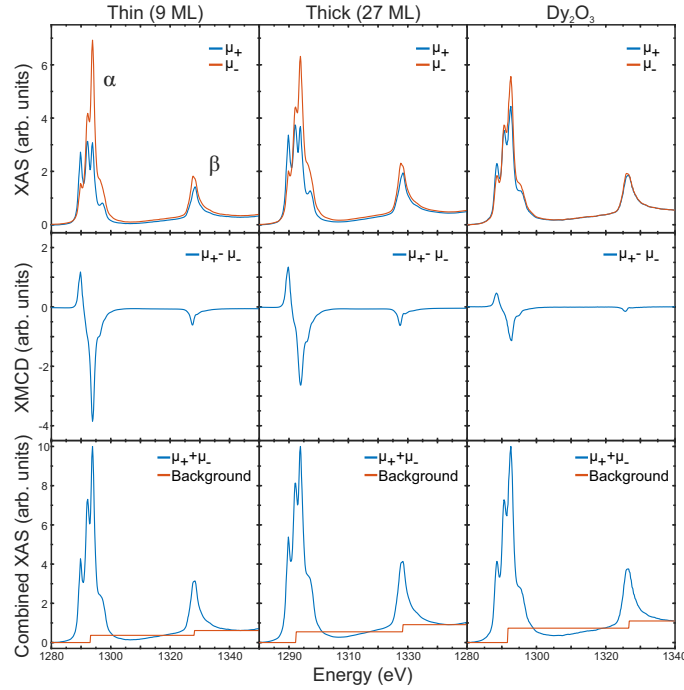 Thin (9 ML)
Thick (27 ML)
Dy₂O₃
XAS (arb. units)
6
4
2
0
α
β
μ₊
μ₋
μ₊
μ₋
μ₊
μ₋
XMCD (arb. units)
2
0
-2
-4
μ₊- μ₋
μ₊- μ₋
μ₊- μ₋
Combined XAS (arb. units)
10
8
6
4
2
0
μ₊+μ₋
Background
μ₊+μ₋
Background
μ₊+μ₋
Background
1280 1300 1320 1340 1290 1310 1330 1280 1300 1320 1340
Energy (eV)